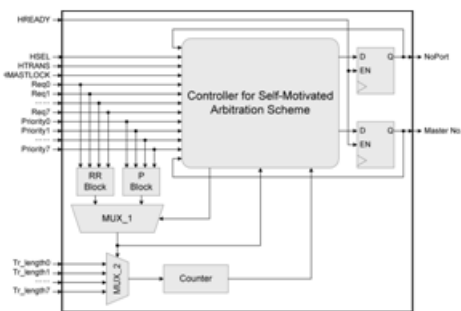 HREADY
HSEL
HTRANS
HMASTLOCK
Req0
Req1
......
Req7
Priority0
Priority1
......
Priority7
Controller for Self-Motivated
Arbitration Scheme
D Q
EN
NoPort
D Q
EN
Master No
RR
Block
P
Block
MUX_1
Tr_length0
Tr_length1
......
Tr_length7
MUX_2
Counter